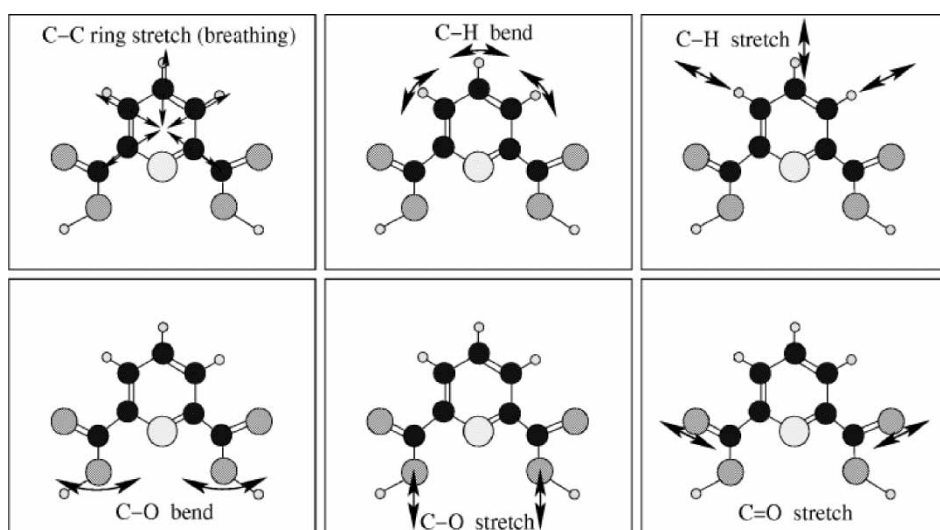 C−C ring stretch (breathing)
C−H bend
C−H stretch
C−O bend
C−O stretch
C=O stretch